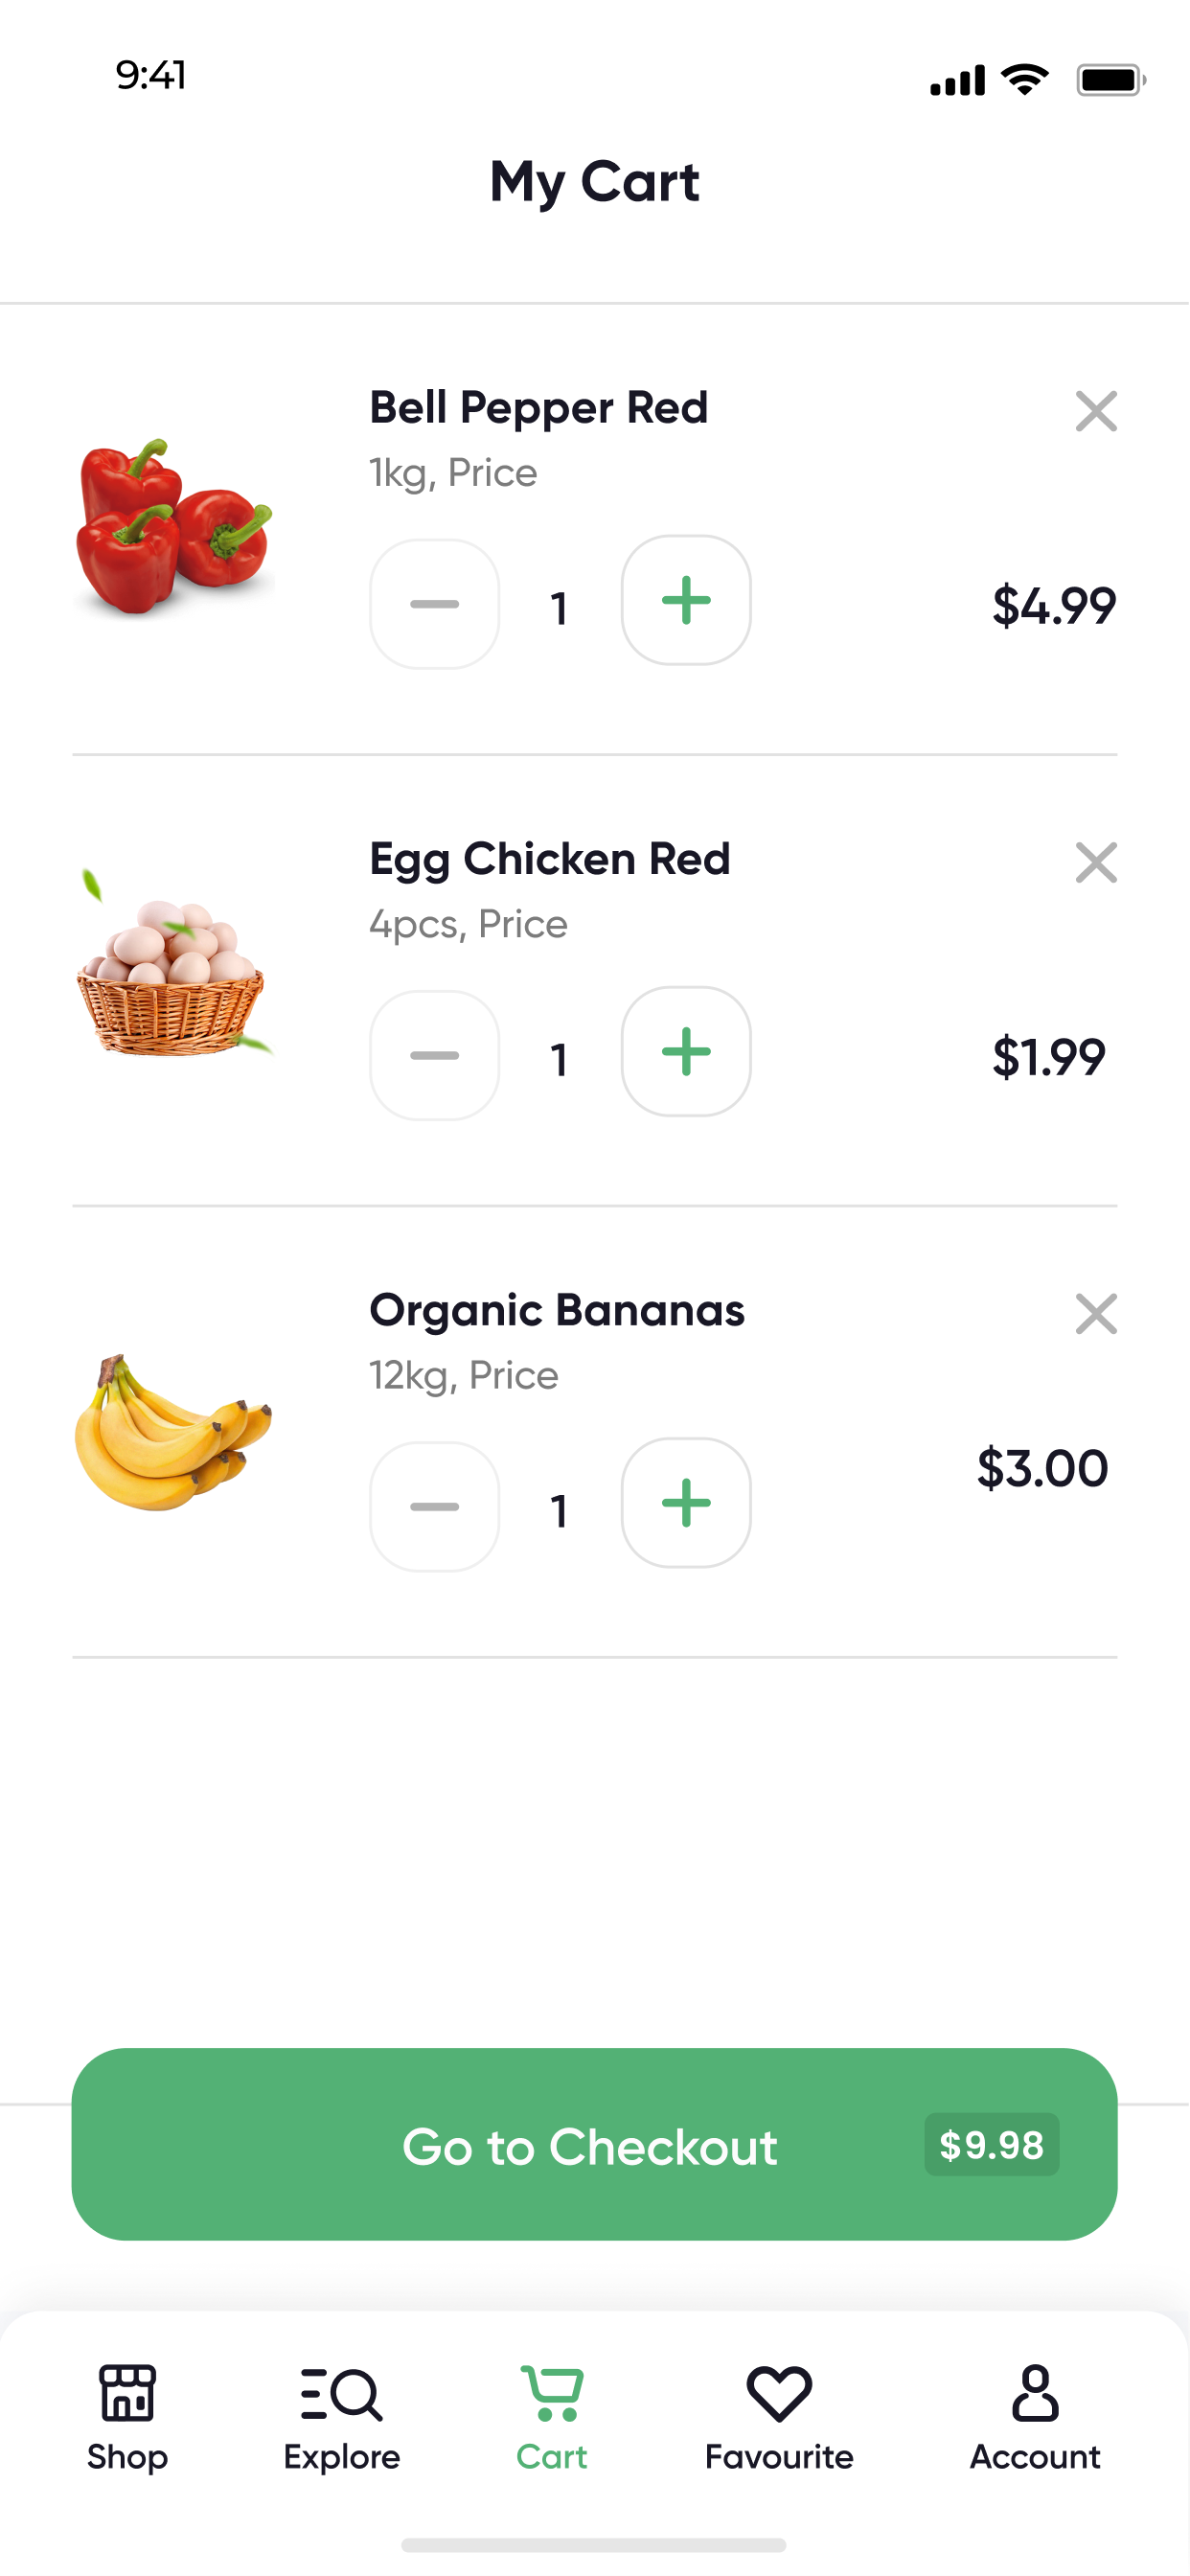 9:41
My Cart
Bell Pepper Red
1kg, Price
1
$4.99
Egg Chicken Red
4pcs, Price
1
$1.99
Organic Bananas
12kg, Price
1
$3.00
Go to Checkout $9.98
Shop Explore Cart Favourite Account